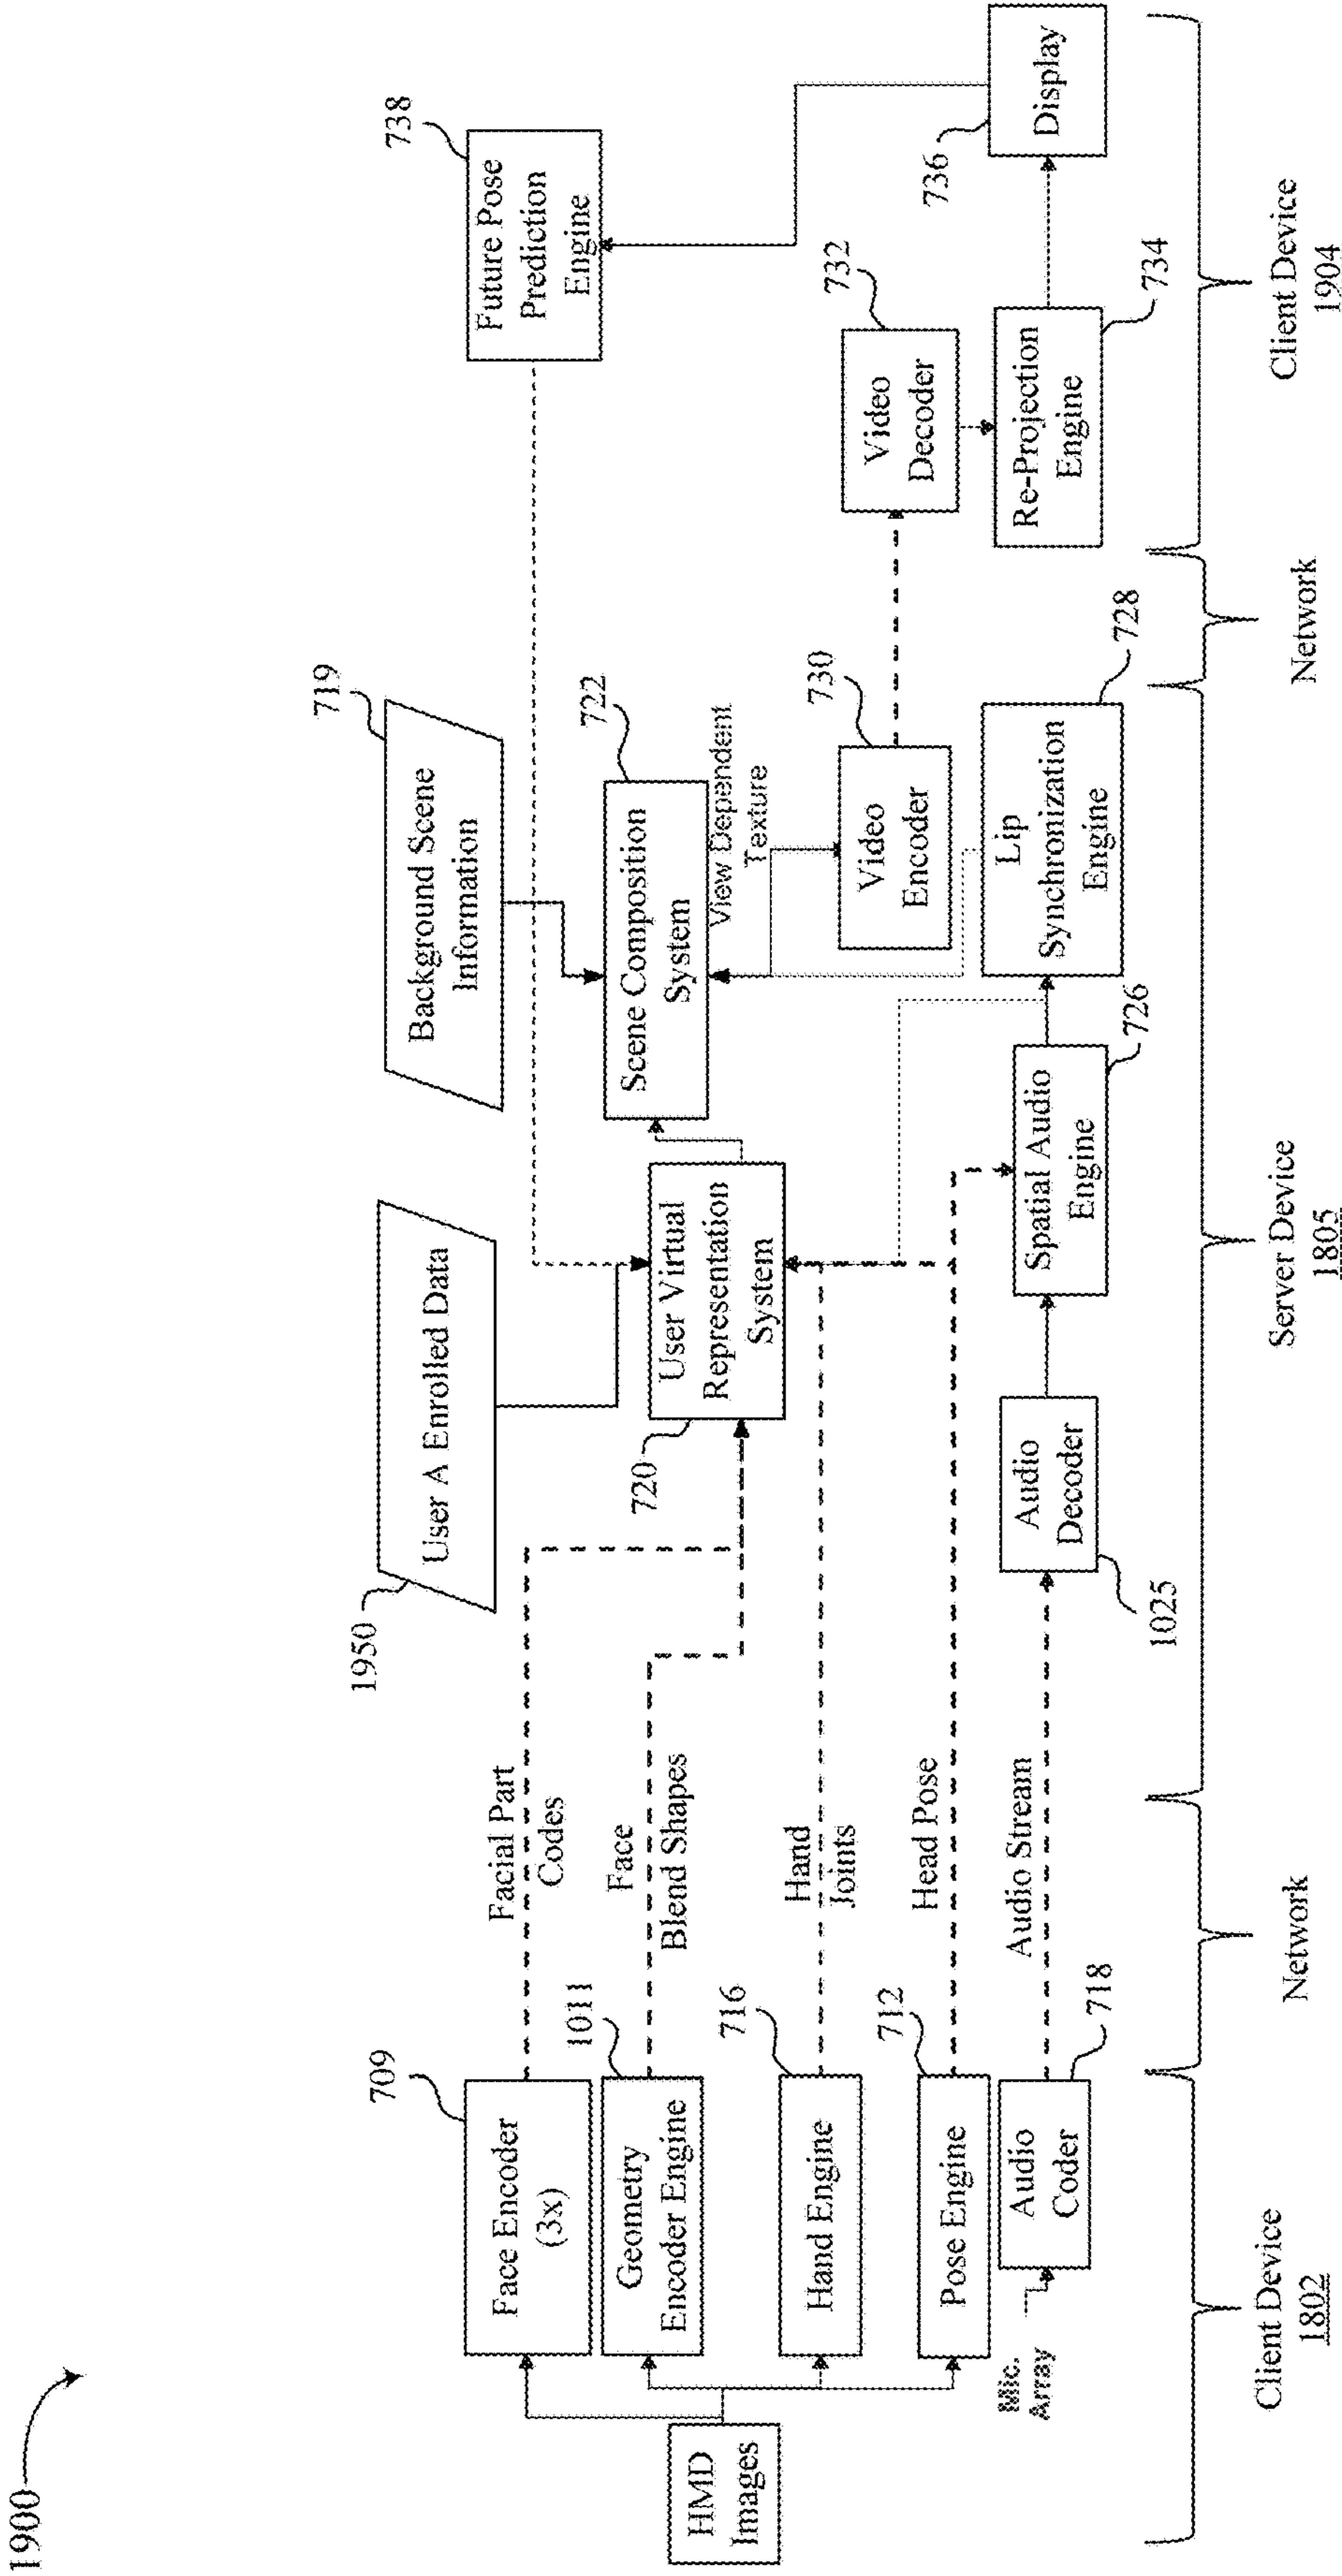 1900
HMD
Images
Mic.
Array
709
Face Encoder
(3x)
1011
Geometry
Encoder Engine
716
Hand Engine
712
Pose Engine
Audio
Coder
718
Facial Part
Codes
Face
Blend Shapes
Hand
Joints
Head Pose
Audio Stream
1950
User A Enrolled Data
719
Background Scene
Information
720
User Virtual
Representation
System
722
Scene Composition
System
View Dependent
Texture
Audio
Decoder
1025
Spatial Audio
Engine
726
Lip
Synchronization
Engine
728
730
Video
Encoder
738
Future Pose
Prediction
Engine
732
Video
Decoder
Re-Projection
Engine
734
736
Display
Client Device
1802
Network
Server Device
1805
Network
Client Device
1904